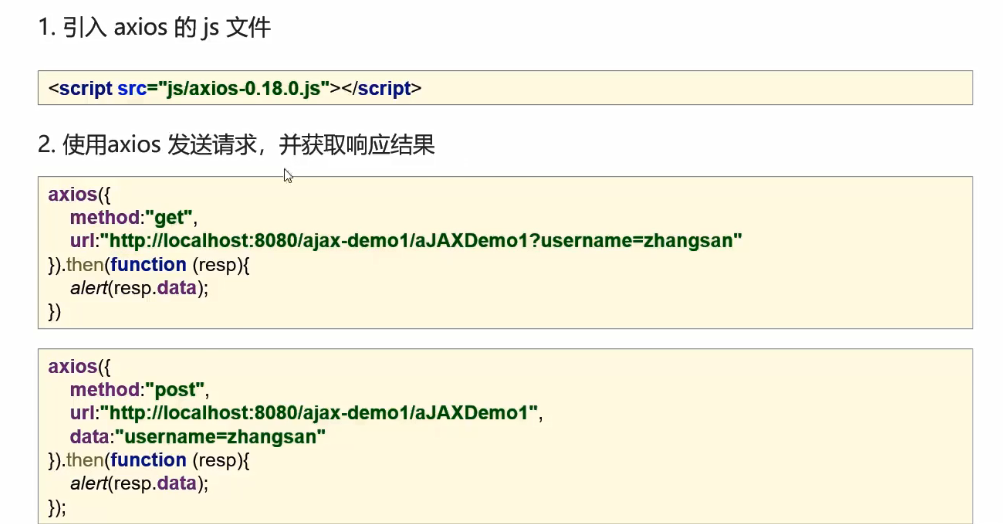 1. 引入 axios 的 js 文件
<script src="js/axios-0.18.0.js"></script>
2. 使用axios 发送请求，并获取响应结果
axios({
method:"get",
url:"http://localhost:8080/ajax-demo1/aJAXDemo1?username=zhangsan"
}).then(function (resp){
alert(resp.data);
})
axios({
method:"post",
url:"http://localhost:8080/ajax-demo1/aJAXDemo1",
data:"username=zhangsan"
}).then(function (resp){
alert(resp.data);
});